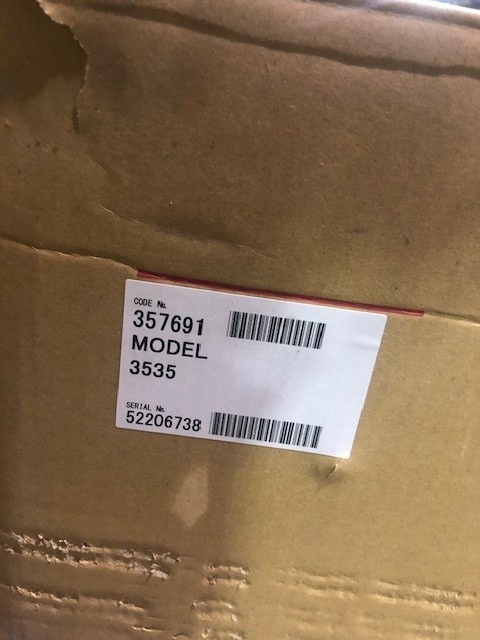 CODE No.
357691
MODEL
3535
SERIAL No.
52206738